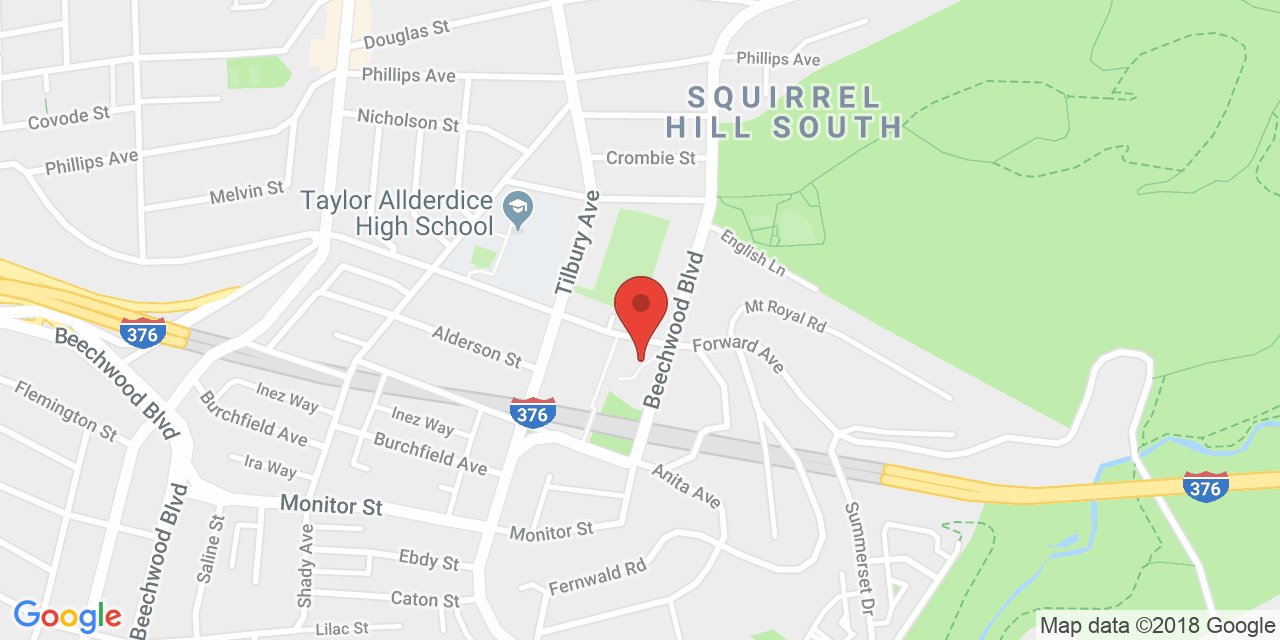 Douglas St
Phillips Ave
Phillips Ave
SQUIRREL
HILL SOUTH
Covode St
Nicholson St
Phillips Ave
Crombie St
Melvin St
Taylor Allderdice
High School
Tilbury Ave
English Ln
Beechwood Blvd
Mt Royal Rd
376
Beechwood Blvd
Alderson St
Forward Ave
Flemington St
Burchfield Ave
Inez Way
Inez Way
376
Burchfield Ave
Ira Way
Anita Ave
376
Monitor St
Monitor St
Saline St
Shady Ave
Summerset Dr
Beechwood Blvd
Ebdy St
Fernwald Rd
Caton St
Lilac St
Google
Map data ©2018 Google